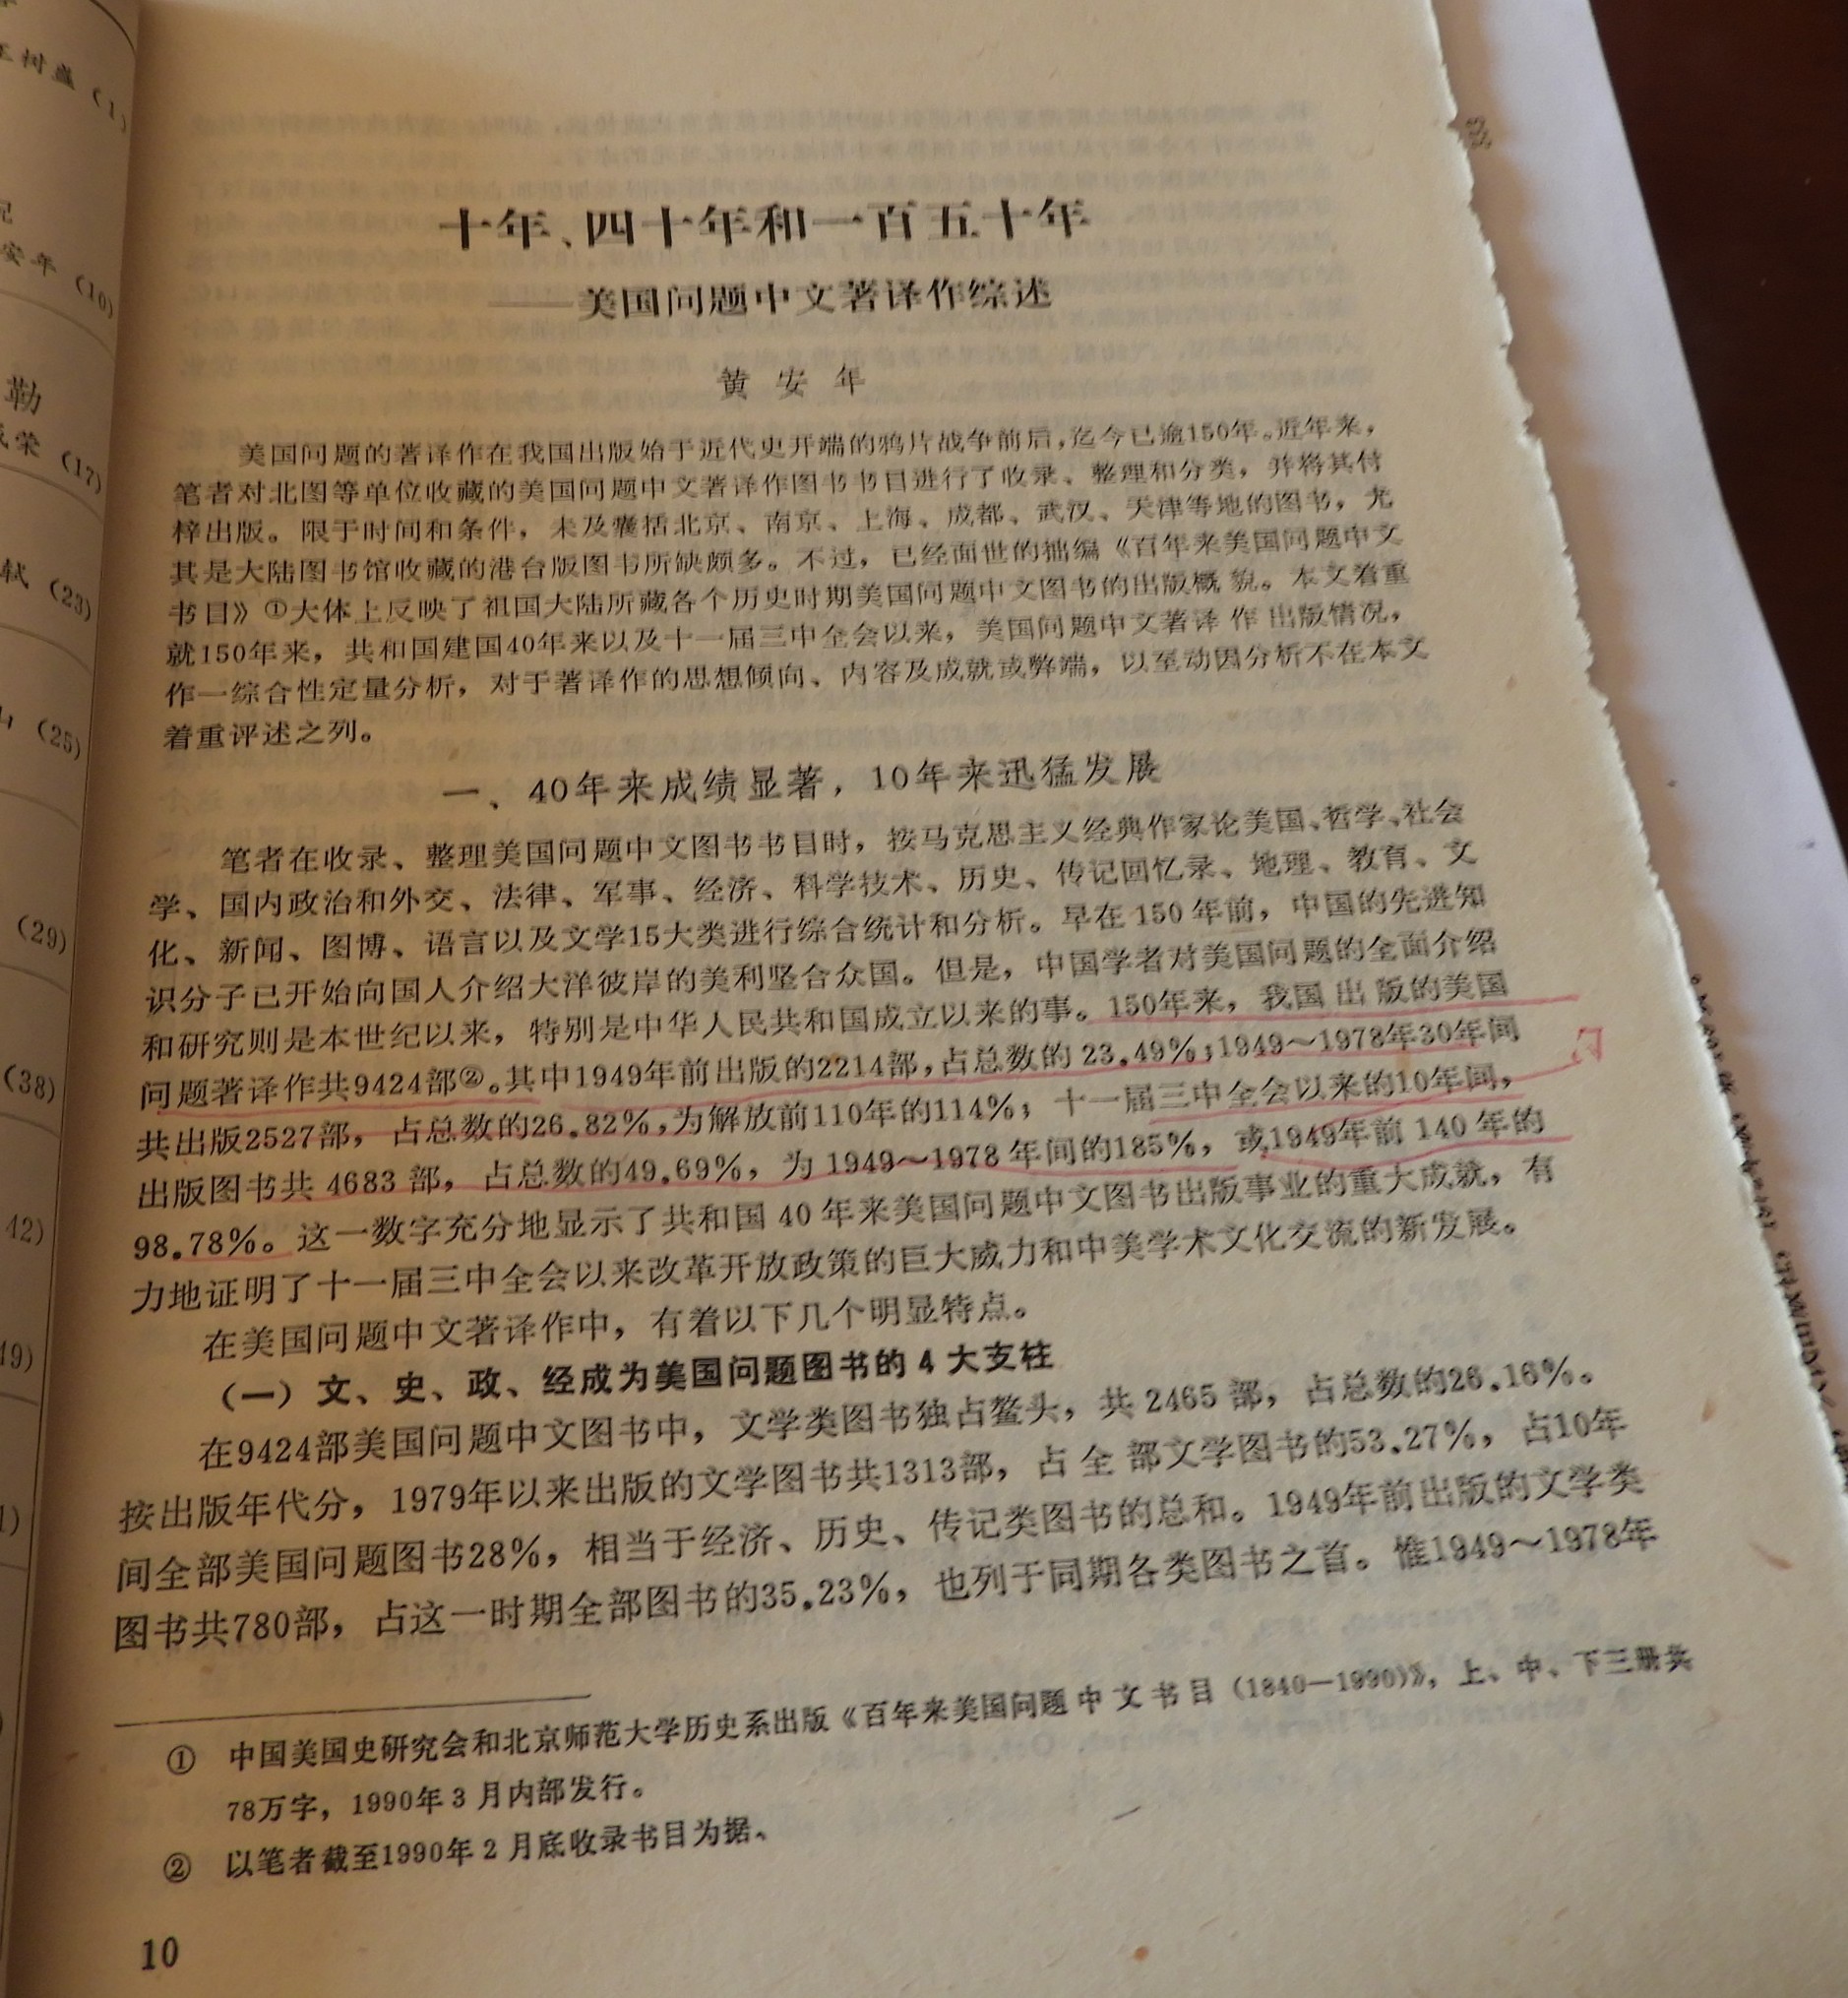 王树盘（1）
记
安年（10）
勒
成荣（17）
轼（23）
（25）
（29）
（38）
42）
49）
1）
十年、四十年和一百五十年
——美国问题中文著译作综述
黄安年
美国问题的著译作在我国出版始于近代史开端的鸦片战争前后，迄今已逾150年。近年来，
笔者对北图等单位收藏的美国问题中文著译作图书书目进行了收录、整理和分类，并将其付
梓出版。限于时间和条件，未及囊括北京、南京、上海、成都、武汉、天津等地的图书，尤
其是大陆图书馆收藏的港台版图书所缺颇多。不过，已经面世的拙编《百年来美国问题中文
书目》①大体上反映了祖国大陆所藏各个历史时期美国问题中文图书的出版概貌。本文着重
就150年来，共和国建国40年来以及十一届三中全会以来，美国问题中文著译作出版情况，
作一综合性定量分析，对于著译作的思想倾向、内容及成就或弊端，以至动因分析不在本文
着重评述之列。
一、40年来成绩显著，10年来迅猛发展
笔者在收录、整理美国问题中文图书书目时，按马克思主义经典作家论美国、哲学、社会
学、国内政治和外交、法律、军事、经济、科学技术、历史、传记回忆录、地理、教育、文
化、新闻、图博、语言以及文学15大类进行综合统计和分析。早在150年前，中国的先进知
识分子已开始向国人介绍大洋彼岸的美利坚合众国。但是，中国学者对美国问题的全面介绍
和研究则是本世纪以来，特别是中华人民共和国成立以来的事。150年来，我国出版的美国
问题著译作共9424部②。其中1949年前出版的2214部，占总数的23.49%；1949～1978年30年间
共出版2527部，占总数的26.82%，为解放前110年的114%；十一届三中全会以来的10年间，
出版图书共4683部，占总数的49.69%，为1949～1978年间的185%，或1949年前140年的
98.78%。这一数字充分地显示了共和国40年来美国问题中文图书出版事业的重大成就，有
力地证明了十一届三中全会以来改革开放政策的巨大威力和中美学术文化交流的新发展。
在美国问题中文著译作中，有着以下几个明显特点。
（一）文、史、政、经成为美国问题图书的4大支柱
在9424部美国问题中文图书中，文学类图书独占鳌头，共2465部，占总数的26.16%。
按出版年代分，1979年以来出版的文学图书共1313部，占全部文学图书的53.27%，占10年
间全部美国问题图书28%，相当于经济、历史、传记类图书的总和。1949年前出版的文学类
图书共780部，占这一时期全部图书的35.23%，也列于同期各类图书之首。惟1949～1978年
① 中国美国史研究会和北京师范大学历史系出版《百年来美国问题中文书目（1840—1990）》，上、中、下三册共
78万字，1990年3月内部发行。
② 以笔者截至1990年2月底收录书目为据。
10